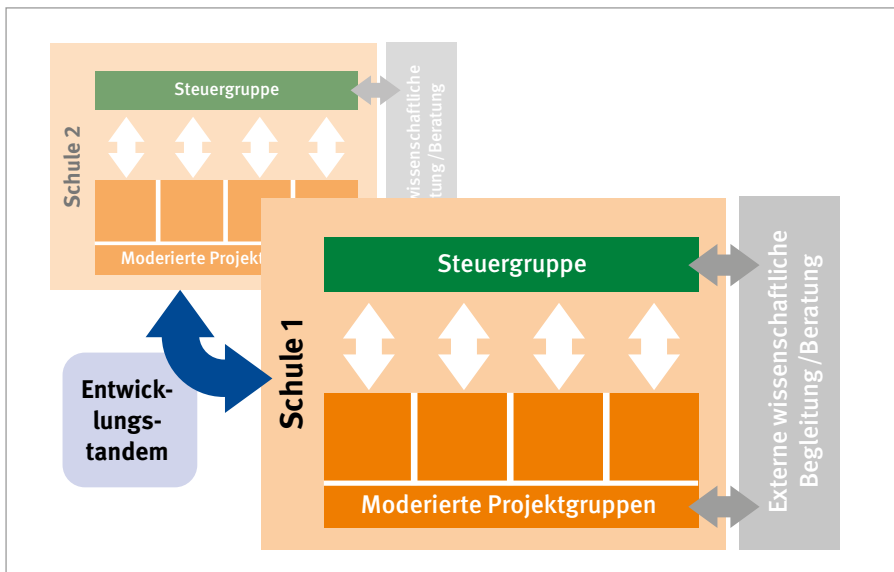 Schule 2
Steuergruppe
wissenschaftliche
tung /Beratung
Moderierte Projekt
Schule 1
Steuergruppe
Moderierte Projektgruppen
Externe wissenschaftliche
Begleitung /Beratung
Entwick-
lungs-
tandem